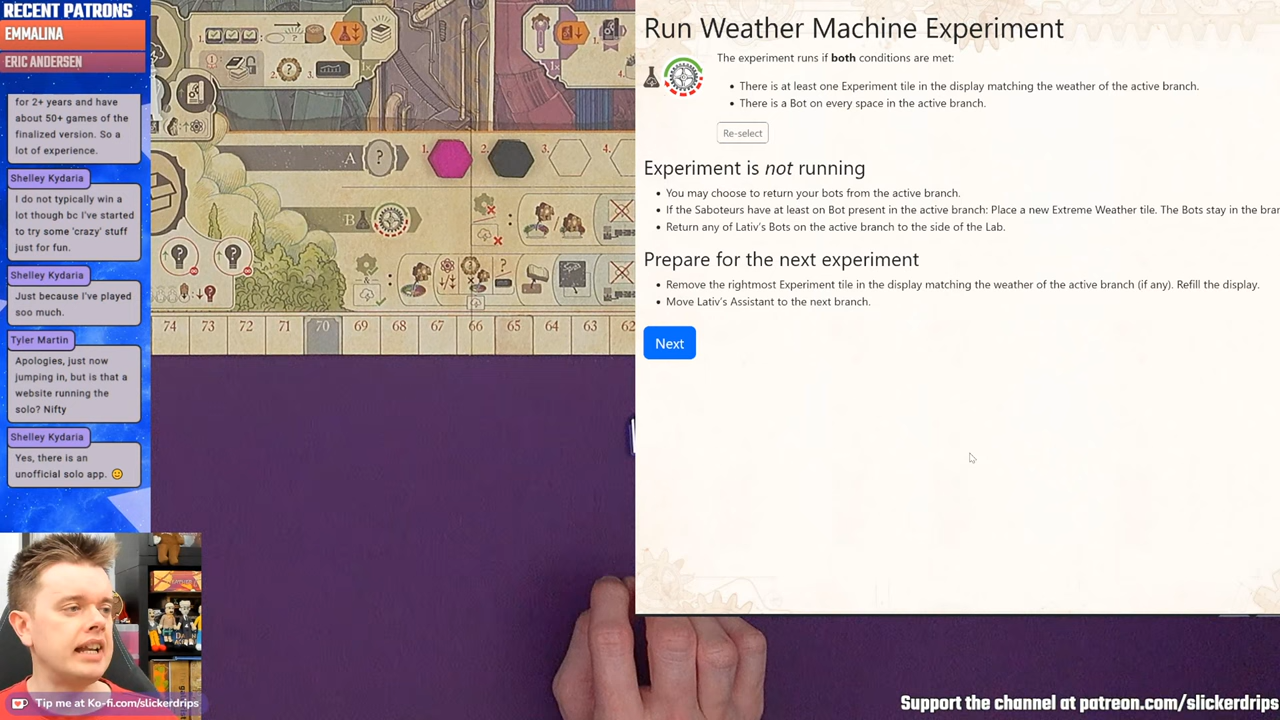 RECENT PATRONS
EMMALINA
ERIC ANDERSEN
for 2+ years and have
about 50+ games of the
finalized version. So a
lot of experience.
Shelley Kydaria
I do not typically win a
lot though bc I've started
to try some 'crazy' stuff
just for fun.
Shelley Kydaria
Just because I've played
soo much.
Tyler Martin
Apologies, just now
jumping in, but is that a
website running the
solo? Nifty
Shelley Kydaria
Yes, there is an
unofficial solo app.
Tip me at Ko-fi.com/slickerdrips
A ? 1. 2. 3.
B
74 73 72 71 70 69 68 67 66 65 64 63 62
Run Weather Machine Experiment
The experiment runs if both conditions are met:
• There is at least one Experiment tile in the display matching the weather of the active branch.
• There is a Bot on every space in the active branch.
Re-select
Experiment is not running
• You may choose to return your bots from the active branch.
• If the Saboteurs have at least on Bot present in the active branch: Place a new Extreme Weather tile. The Bots stay in the bran
• Return any of Lativ's Bots on the active branch to the side of the Lab.
Prepare for the next experiment
• Remove the rightmost Experiment tile in the display matching the weather of the active branch (if any). Refill the display.
• Move Lativ's Assistant to the next branch.
Next
Support the channel at patreon.com/slickerdrips